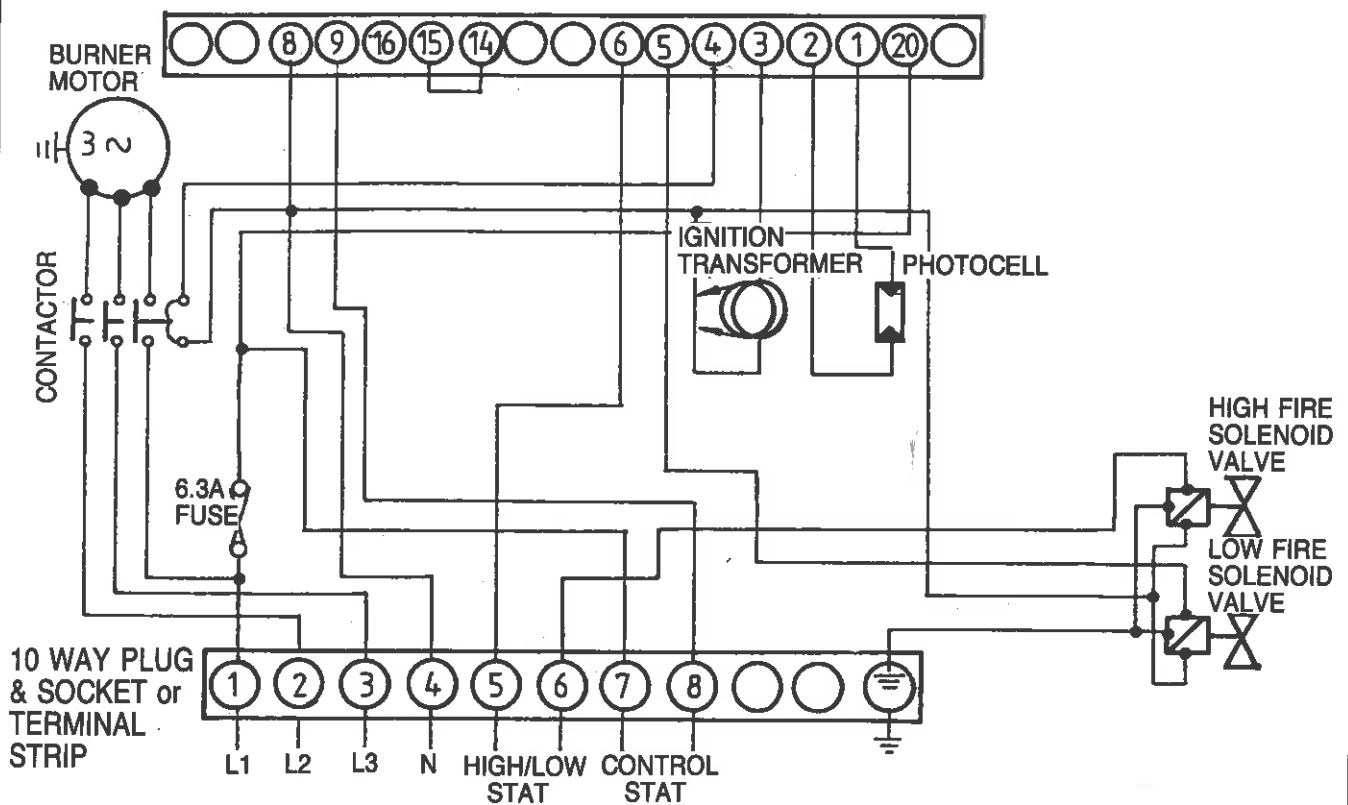 8 9 16 15 14 6 5 4 3 2 1 20
BURNER
MOTOR
3 ~
IGNITION
TRANSFORMER
PHOTOCELL
CONTACTOR
HIGH FIRE
SOLENOID
VALVE
6.3A
FUSE
LOW FIRE
SOLENOID
VALVE
10 WAY PLUG
& SOCKET or
TERMINAL
STRIP
1 2 3 4 5 6 7 8
L1 L2 L3 N
HIGH/LOW
STAT
CONTROL
STAT